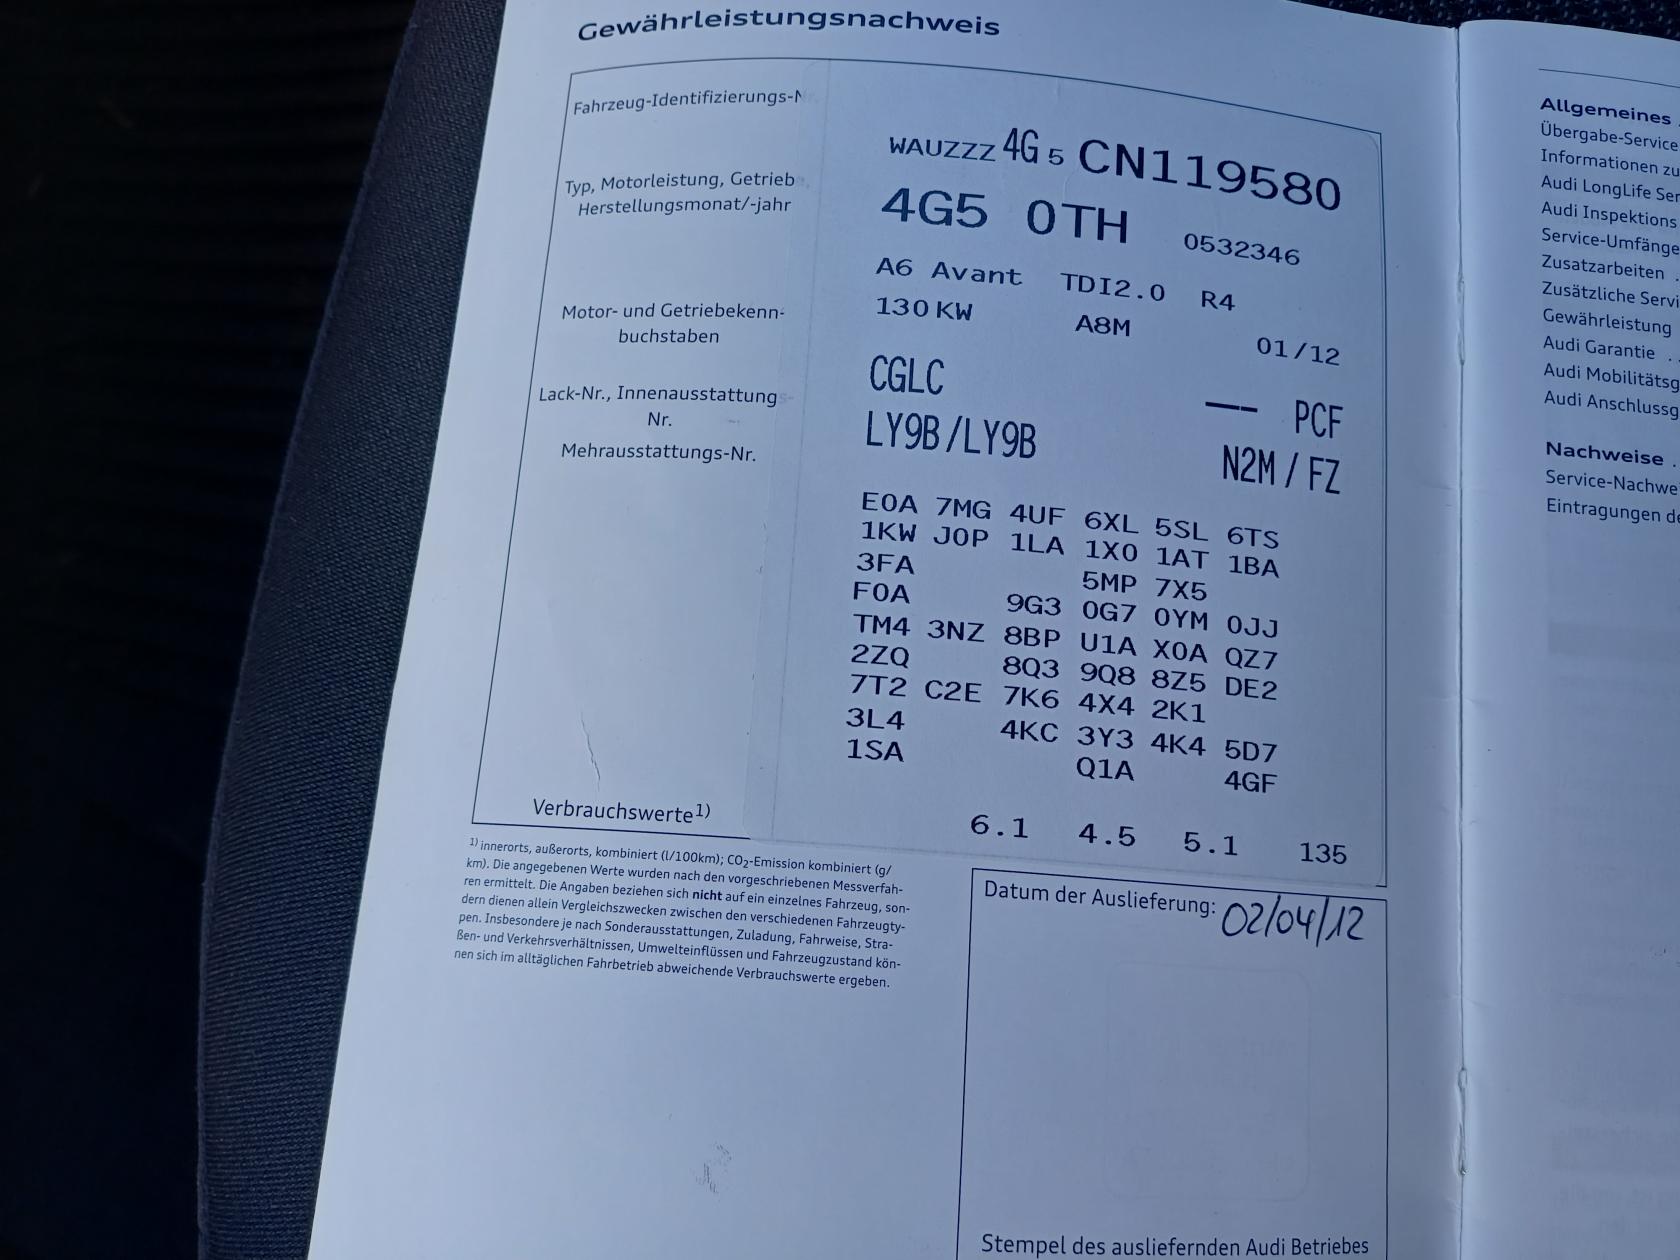 Gewährleistungsnachweis
Fahrzeug-Identifizierungs-Nr.
WAUZZZ 4G 5 CN119580
Typ, Motorleistung, Getrieb
Herstellungsmonat/-jahr
4G5 0TH 0532346
A6 Avant TDI2.0 R4
130 KW A8M 01/12
Motor- und Getriebekenn-
buchstaben
CGLC --- PCF
Lack-Nr., Innenausstattungs-
Nr.
LY9B/LY9B N2M / FZ
Mehrausstattungs-Nr.
E0A 7MG 4UF 6XL 5SL 6TS
1KW J0P 1LA 1X0 1AT 1BA
3FA 5MP 7X5
F0A 9G3 0G7 0YM 0JJ
TM4 3NZ 8BP U1A X0A QZ7
2ZQ 8Q3 9Q8 8Z5 DE2
7T2 C2E 7K6 4X4 2K1
3L4 4KC 3Y3 4K4 5D7
1SA Q1A 4GF
Verbrauchswerte1)
6.1 4.5 5.1 135
1) innerorts, außerorts, kombiniert (l/100km); CO2-Emission kombiniert (g/
km). Die angegebenen Werte wurden nach den vorgeschriebenen Messverfah-
ren ermittelt. Die Angaben beziehen sich nicht auf ein einzelnes Fahrzeug, son-
dern dienen allein Vergleichszwecken zwischen den verschiedenen Fahrzeugty-
pen. Insbesondere je nach Sonderausstattungen, Zuladung, Fahrweise, Stra-
ßen- und Verkehrsverhältnissen, Umwelteinflüssen und Fahrzeugzustand kön-
nen sich im alltäglichen Fahrbetrieb abweichende Verbrauchswerte ergeben.
Datum der Auslieferung: 02/04/12
Stempel des ausliefernden Audi Betriebes
Allgemeines .
Übergabe-Service
Informationen zu
Audi LongLife Ser
Audi Inspektions
Service-Umfänge
Zusatzarbeiten .
Zusätzliche Servi
Gewährleistung
Audi Garantie . .
Audi Mobilitätsg
Audi Anschlussg
Nachweise .
Service-Nachwe
Eintragungen de